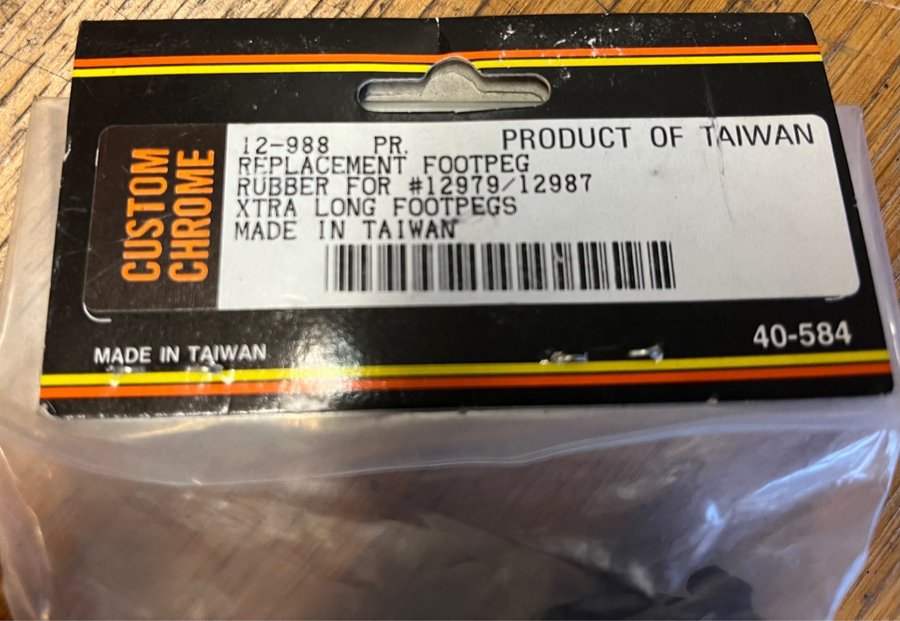 CUSTOM
CHROME
12-988 PR. PRODUCT OF TAIWAN
REPLACEMENT FOOTPEG
RUBBER FOR #12979/12987
XTRA LONG FOOTPEGS
MADE IN TAIWAN
MADE IN TAIWAN
40-584